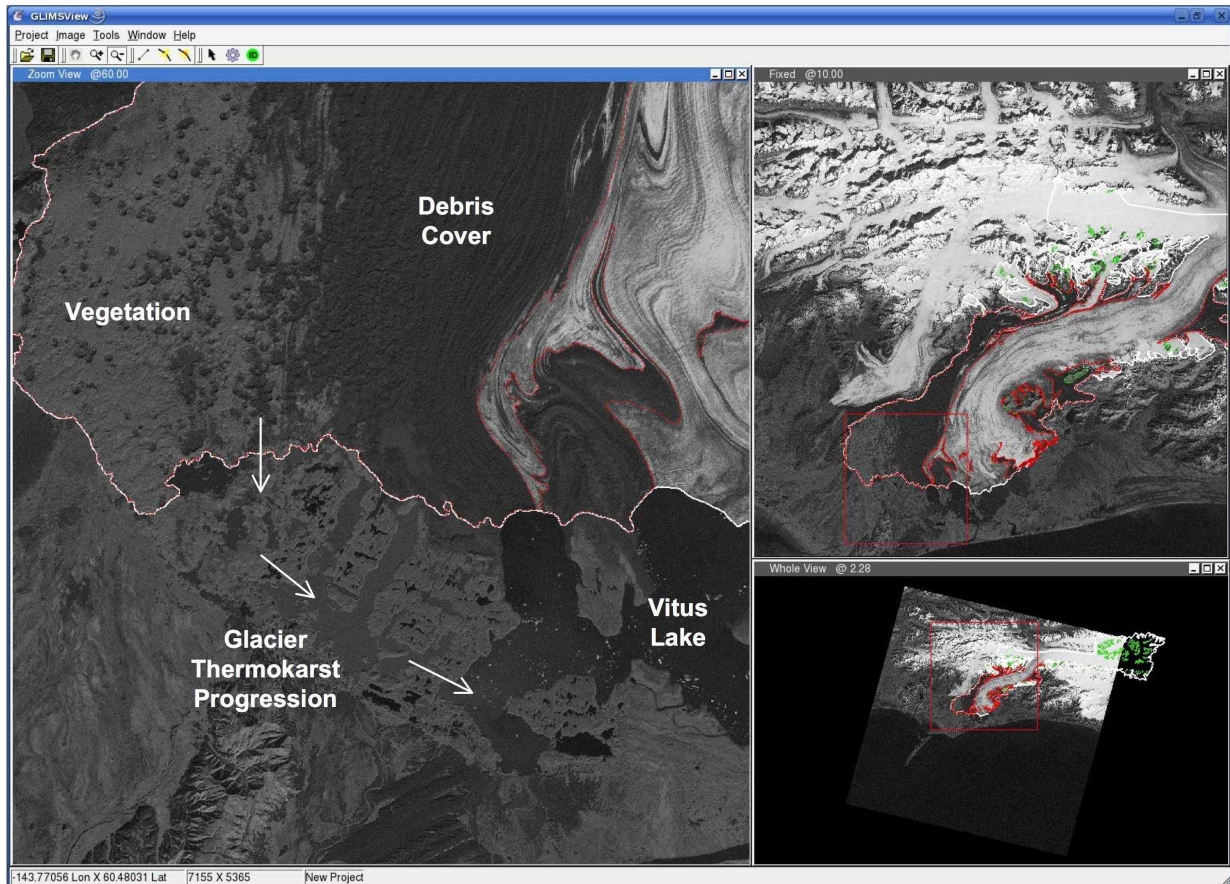 GLIMSView
Project Image Tools Window Help
Zoom View @60.00
Vegetation
Debris
Cover
Glacier
Thermokarst
Progression
Vitus
Lake
Fixed @10.00
Whole View @ 2.28
-143.77056 Lon X 60.48031 Lat
7155 X 5365
New Project